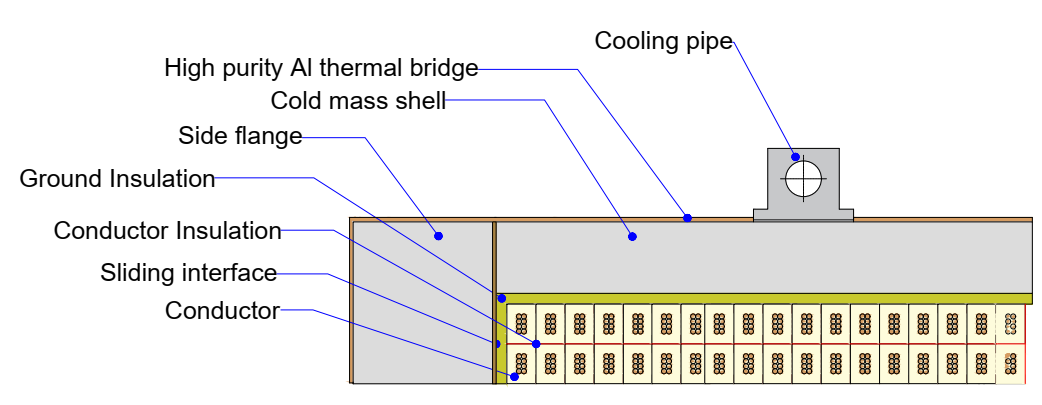 Cooling pipe
High purity Al thermal bridge
Cold mass shell
Side flange
Ground Insulation
Conductor Insulation
Sliding interface
Conductor